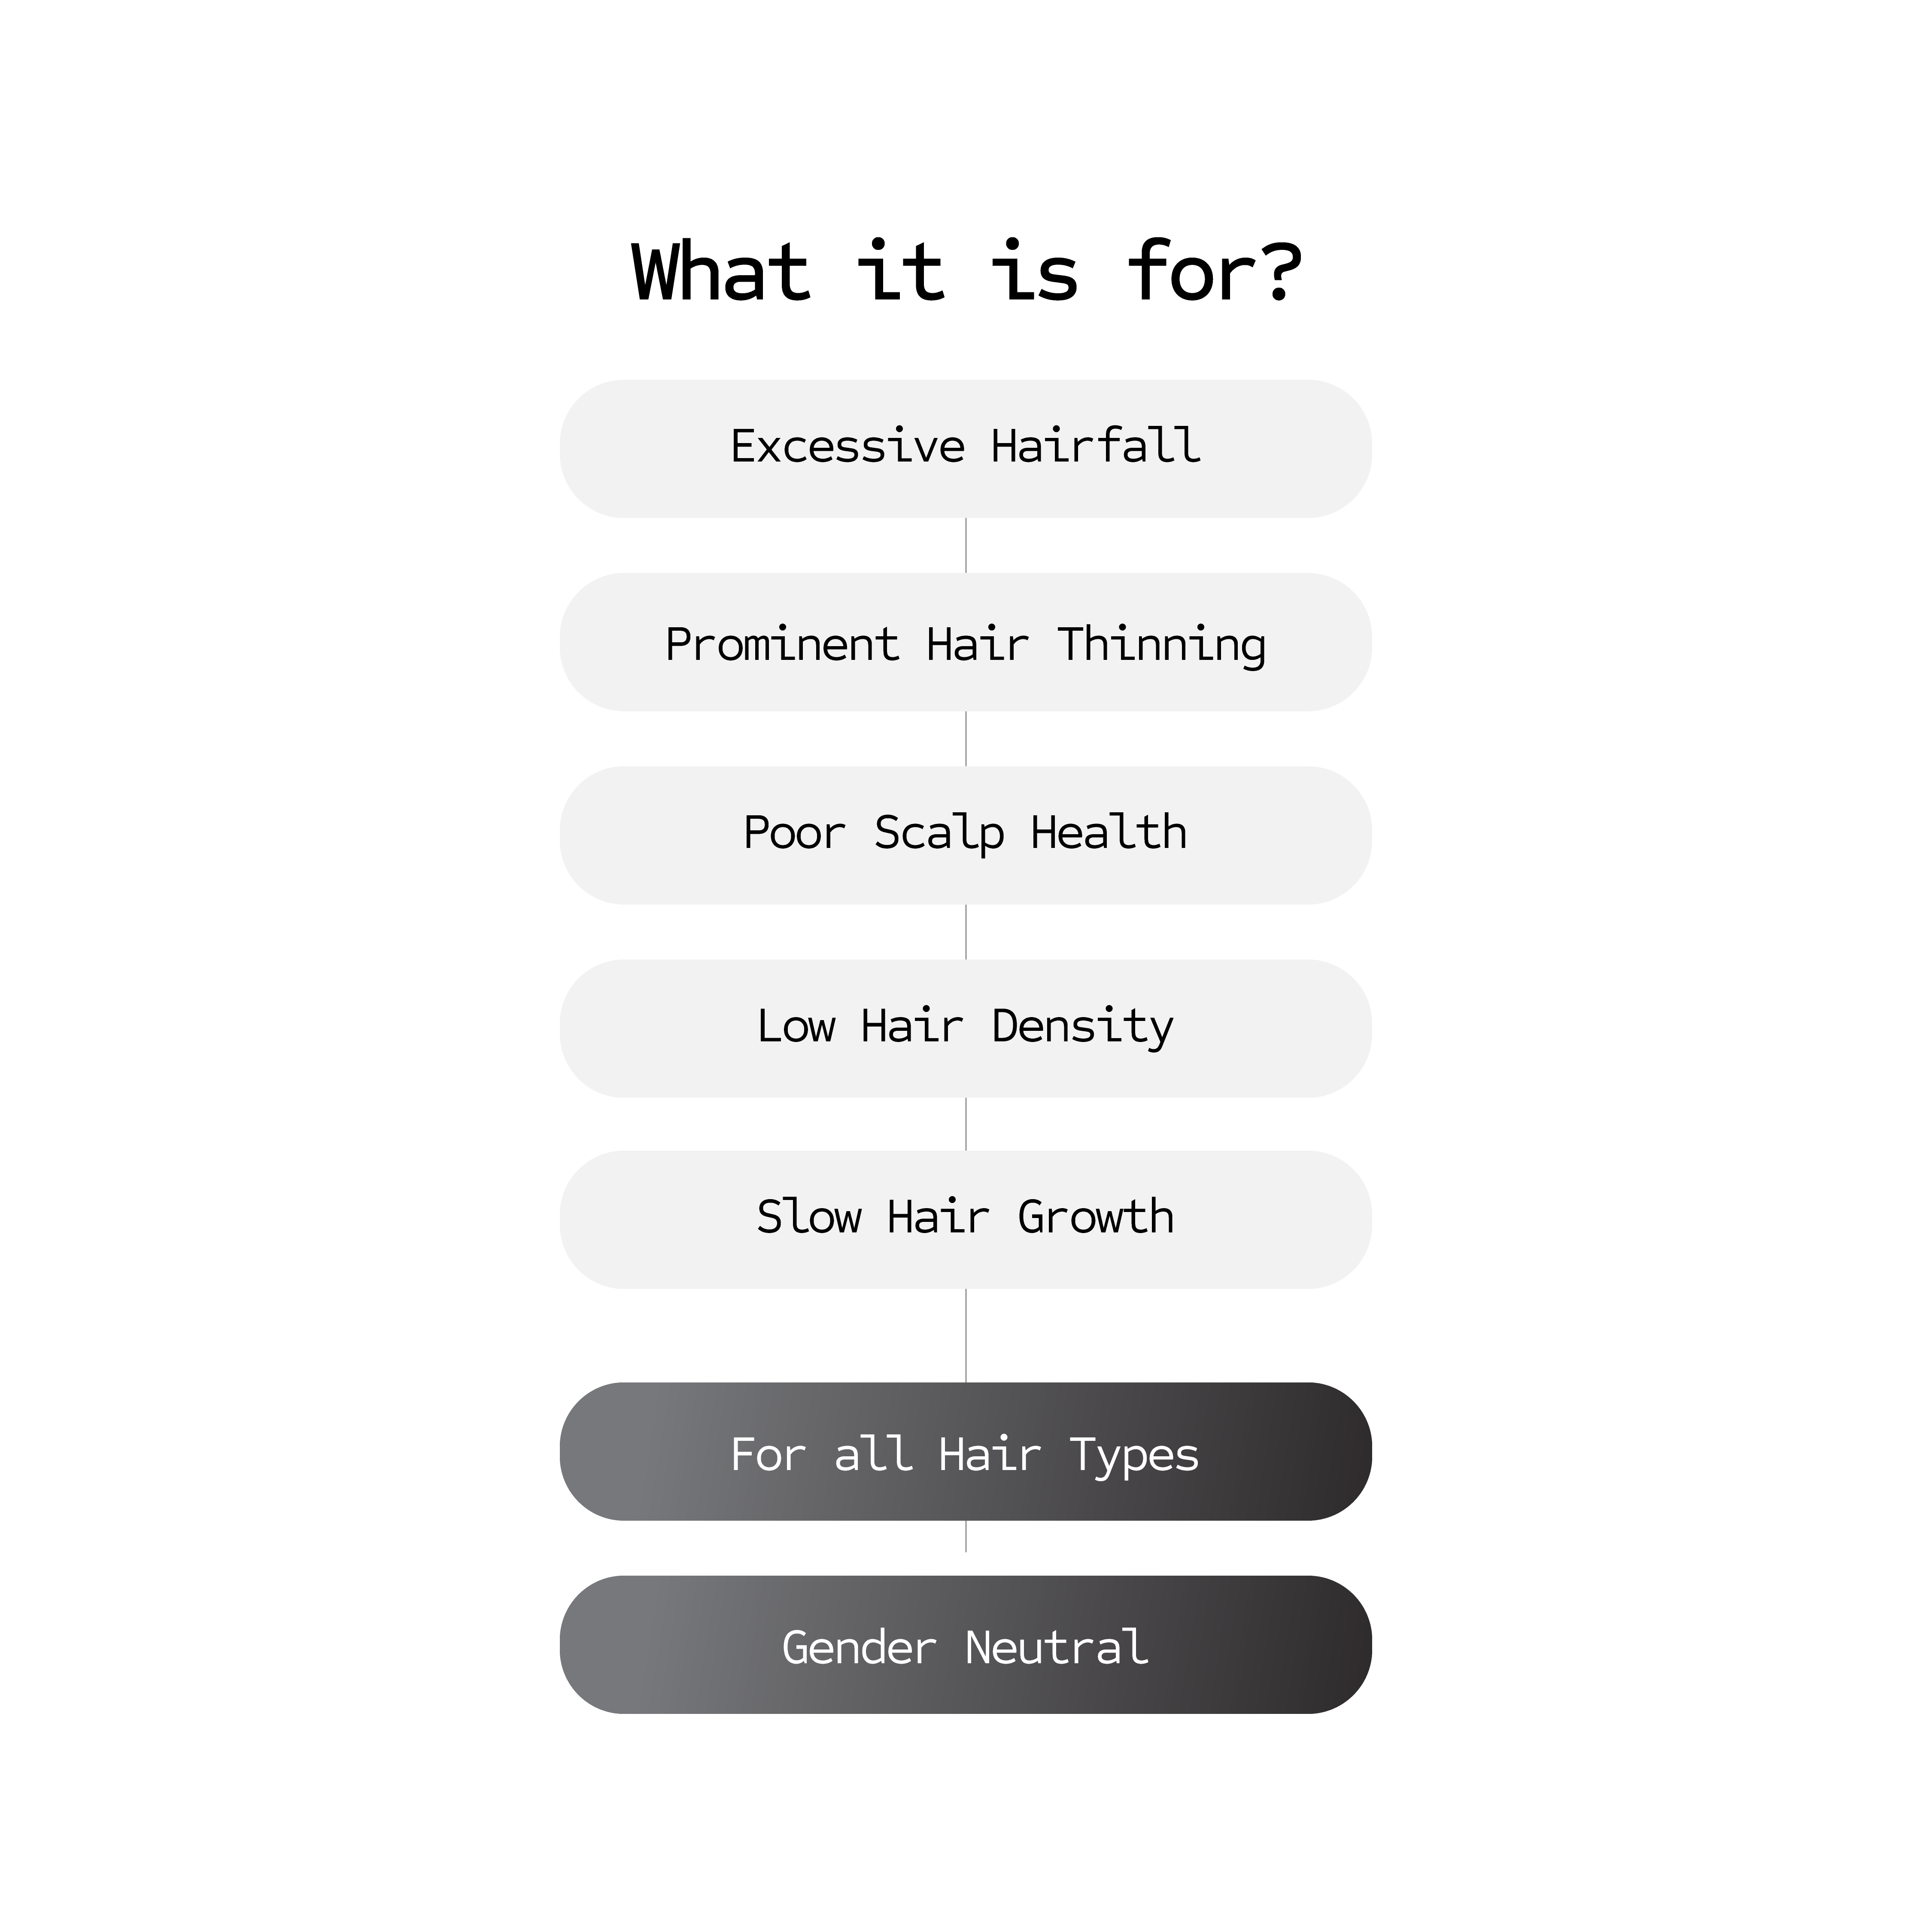 What it is for?
Excessive Hairfall
Prominent Hair Thinning
Poor Scalp Health
Low Hair Density
Slow Hair Growth
For all Hair Types
Gender Neutral